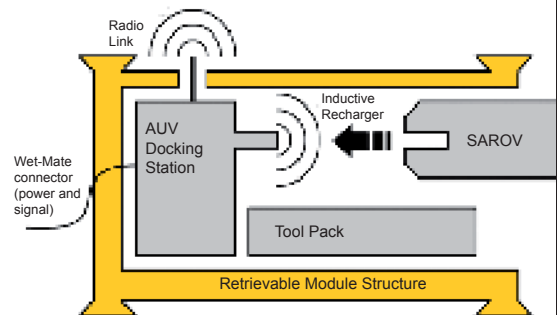 Radio
Link
Inductive
Recharger
AUV
Docking
Station
SAROV
Wet-Mate
connector
(power and
signal)
Tool Pack
Retrievable Module Structure